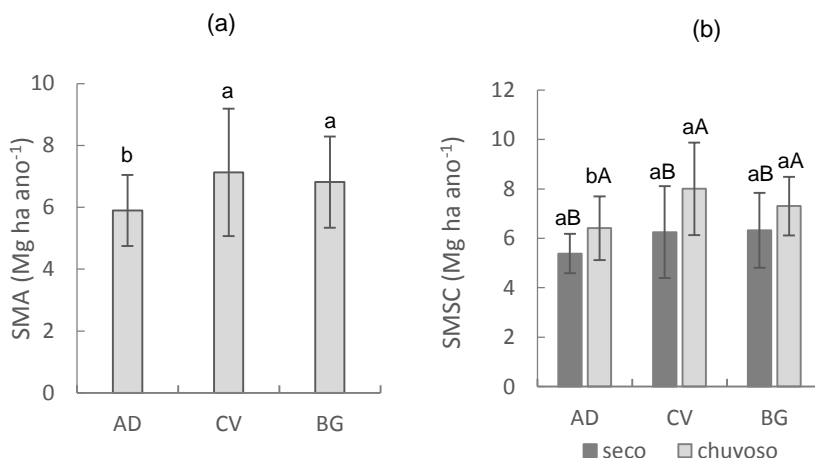 (a)
(b)
SMA (Mg ha ano⁻¹)
10
8
6
4
2
0
b
a
a
AD CV BG
SMSC (Mg ha ano⁻¹)
12
10
8
6
4
2
0
aB bA aB aA aB aA
AD CV BG
seco chuvoso